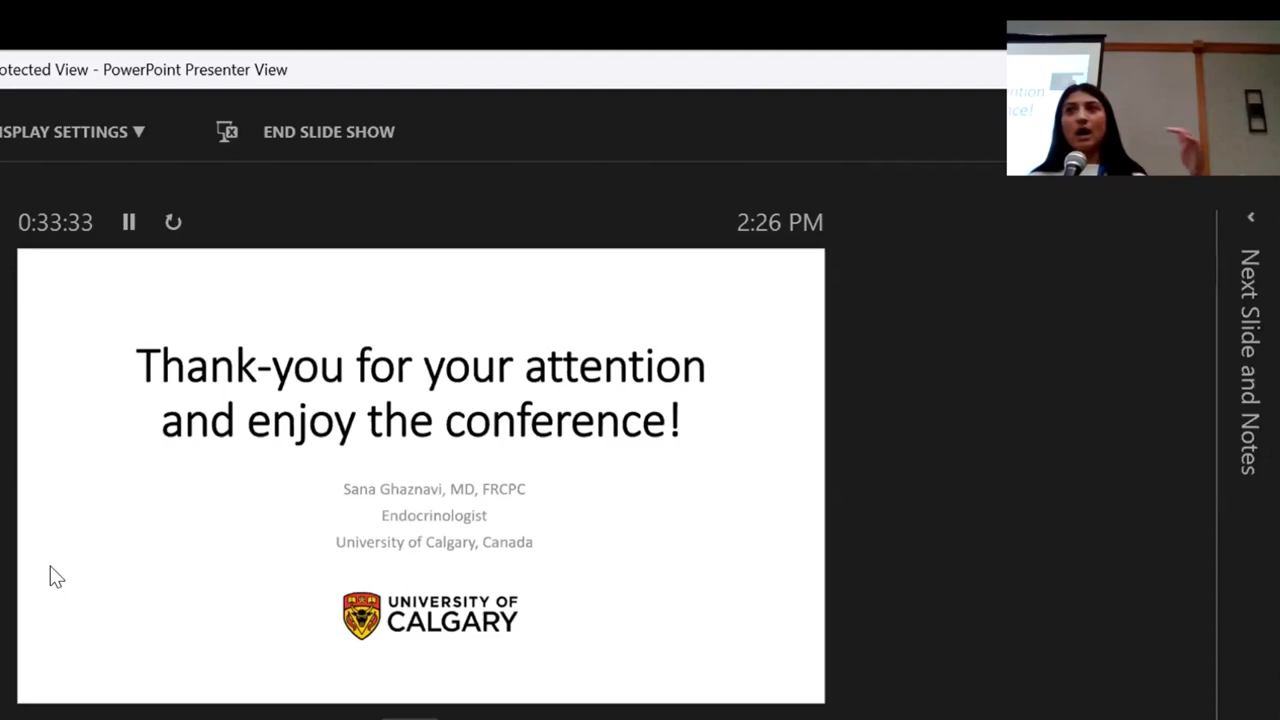 otected View - PowerPoint Presenter View
ISPLAY SETTINGS ▼
END SLIDE SHOW
0:33:33
2:26 PM
Thank-you for your attention
and enjoy the conference!
Sana Ghaznavi, MD, FRCPC
Endocrinologist
University of Calgary, Canada
UNIVERSITY OF
CALGARY
Next Slide and Notes
ntion
nce!